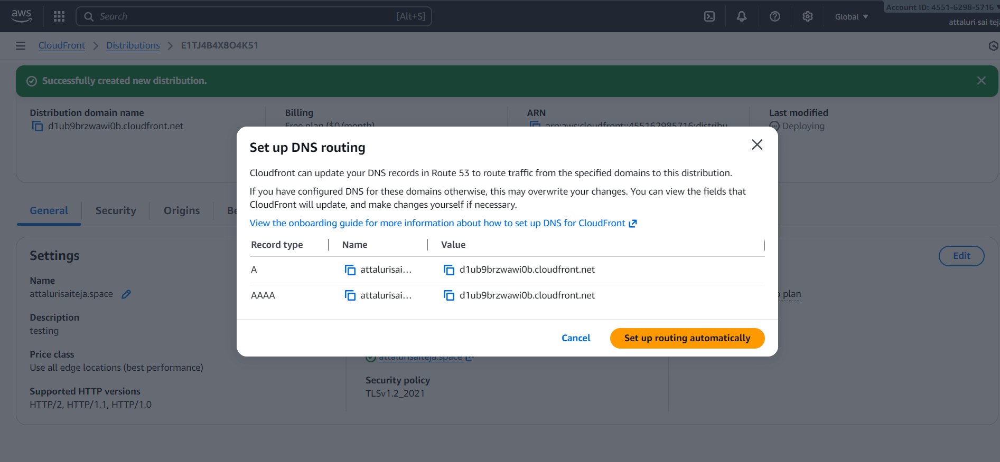 aws
Search
[Alt+S]
Global
Account ID: 4551-6298-5716
attaluri sai teja
CloudFront
Distributions
E1TJ4B4X8O4K51
Successfully created new distribution.
Distribution domain name
d1ub9brzwawi0b.cloudfront.net
Billing
Free plan ($0/month)
ARN
arn:aws:cloudfront::455162985716:distribu
Last modified
Deploying
Set up DNS routing
Cloudfront can update your DNS records in Route 53 to route traffic from the specified domains to this distribution.
If you have configured DNS for these domains otherwise, this may overwrite your changes. You can view the fields that
CloudFront will update, and make changes yourself if necessary.
View the onboarding guide for more information about how to set up DNS for CloudFront
Record type
Name
Value
A
attalurisai...
d1ub9brzwawi0b.cloudfront.net
AAAA
attalurisai...
d1ub9brzwawi0b.cloudfront.net
Cancel
Set up routing automatically
General
Security
Origins
Be
Settings
Edit
Name
attalurisaiteja.space
Description
testing
Price class
Use all edge locations (best performance)
Supported HTTP versions
HTTP/2, HTTP/1.1, HTTP/1.0
attalurisaiteja.space
Security policy
TLSv1.2_2021
plan